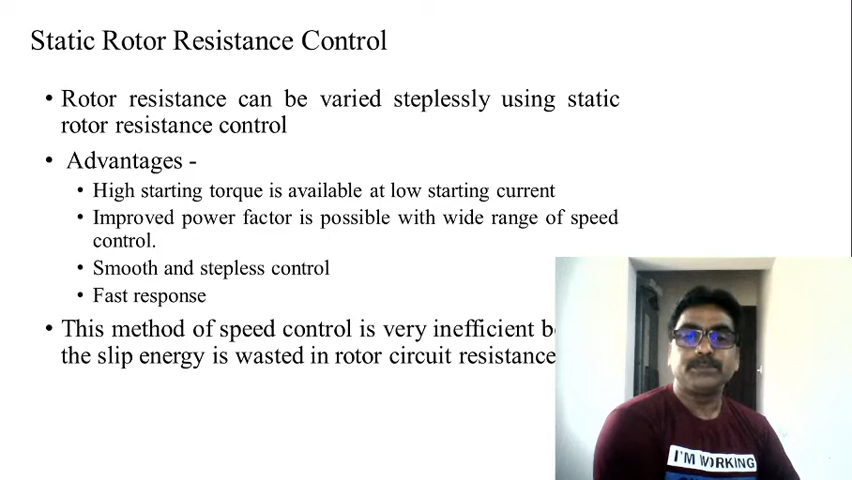 Static Rotor Resistance Control
• Rotor resistance can be varied steplessly using static
rotor resistance control
• Advantages -
• High starting torque is available at low starting current
• Improved power factor is possible with wide range of speed
control.
• Smooth and stepless control
• Fast response
• This method of speed control is very inefficient
the slip energy is wasted in rotor circuit resistance
I'M WORKING